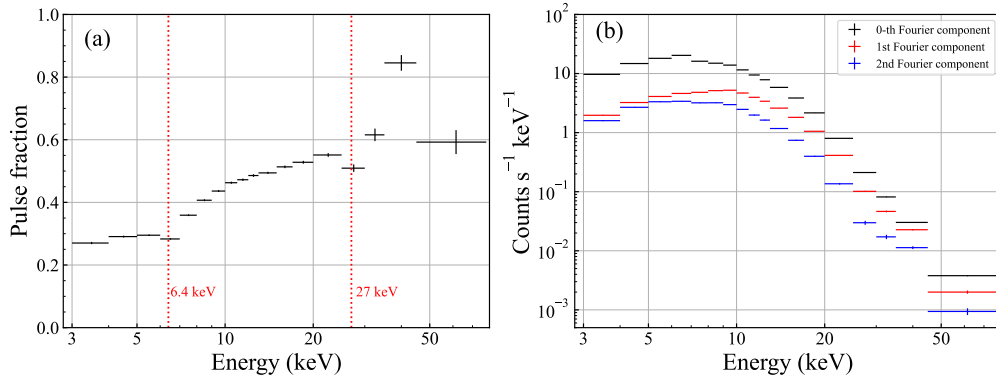 (a)
Pulse fraction
1.0
0.8
0.6
0.4
0.2
0.0
6.4 keV
27 keV
3 5 10 20 50
Energy (keV)
(b)
0-th Fourier component
1st Fourier component
2nd Fourier component
Counts s⁻¹ keV⁻¹
10²
10
1
10⁻¹
10⁻²
10⁻³
3 5 10 20 50
Energy (keV)